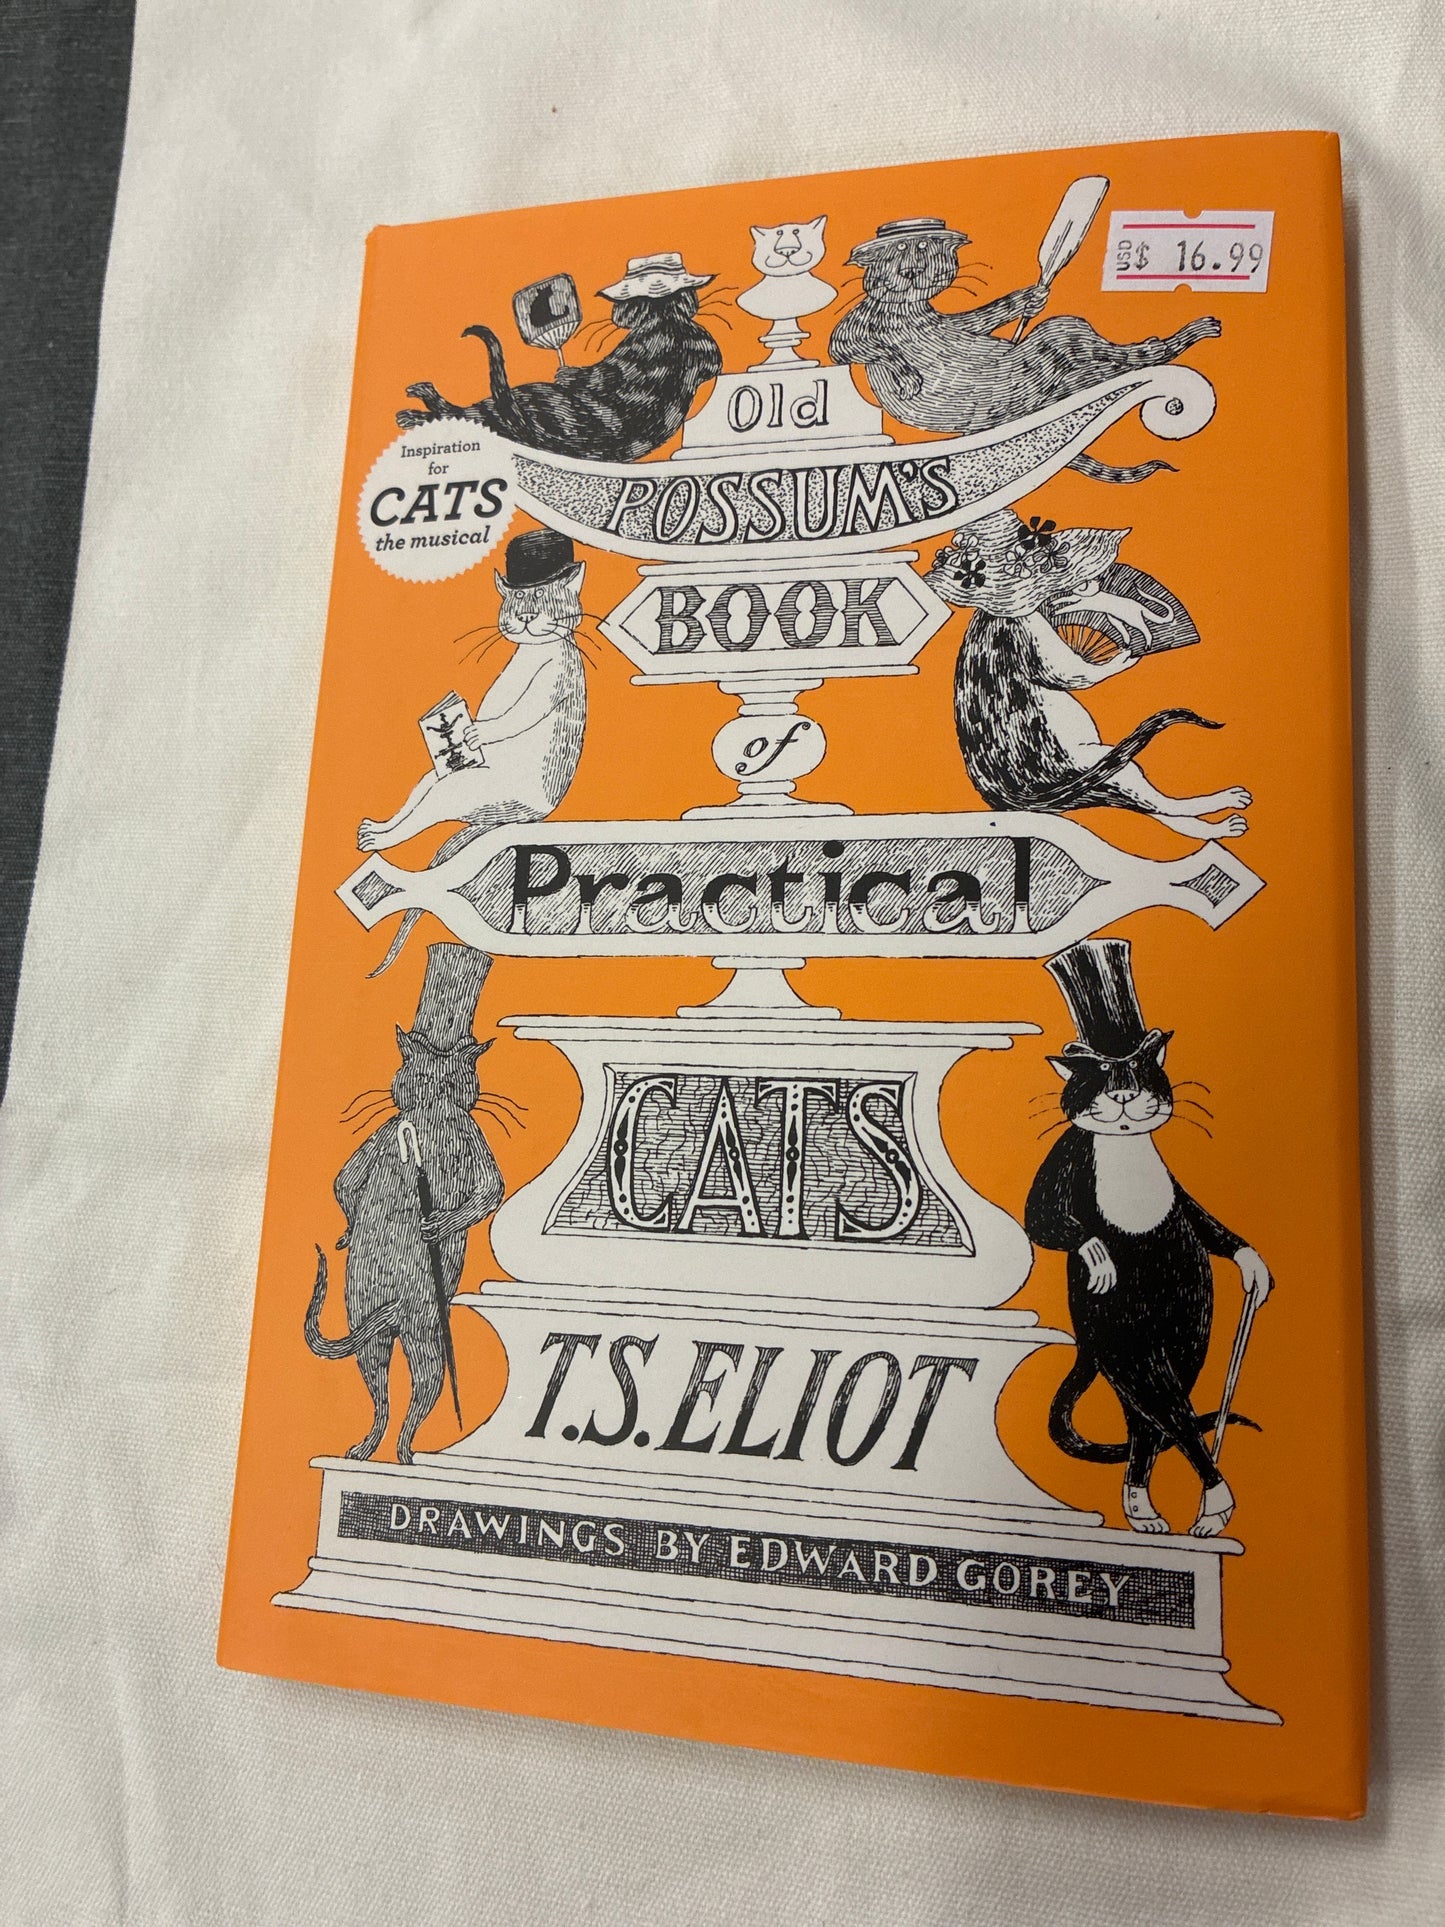 USD $ 16.99
Old
POSSUM'S
Inspiration
for
CATS
the musical
BOOK
of
Practical
CATS
T.S. ELIOT
DRAWINGS BY EDWARD GOREY